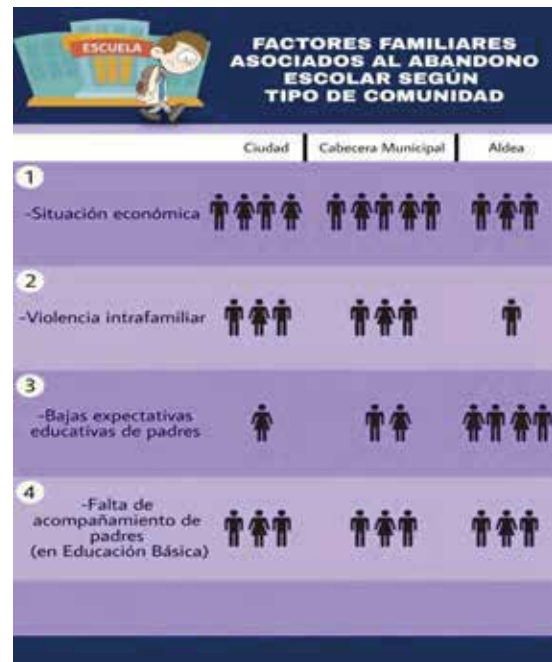 ESCUELA
FACTORES FAMILIARES
ASOCIADOS AL ABANDONO
ESCOLAR SEGÚN
TIPO DE COMUNIDAD
Ciudad Cabecera Municipal Aldea
1
-Situación económica
2
-Violencia intrafamiliar
3
-Bajas expectativas
educativas de padres
4
-Falta de
acompañamiento de
padres
(en Educación Básica)